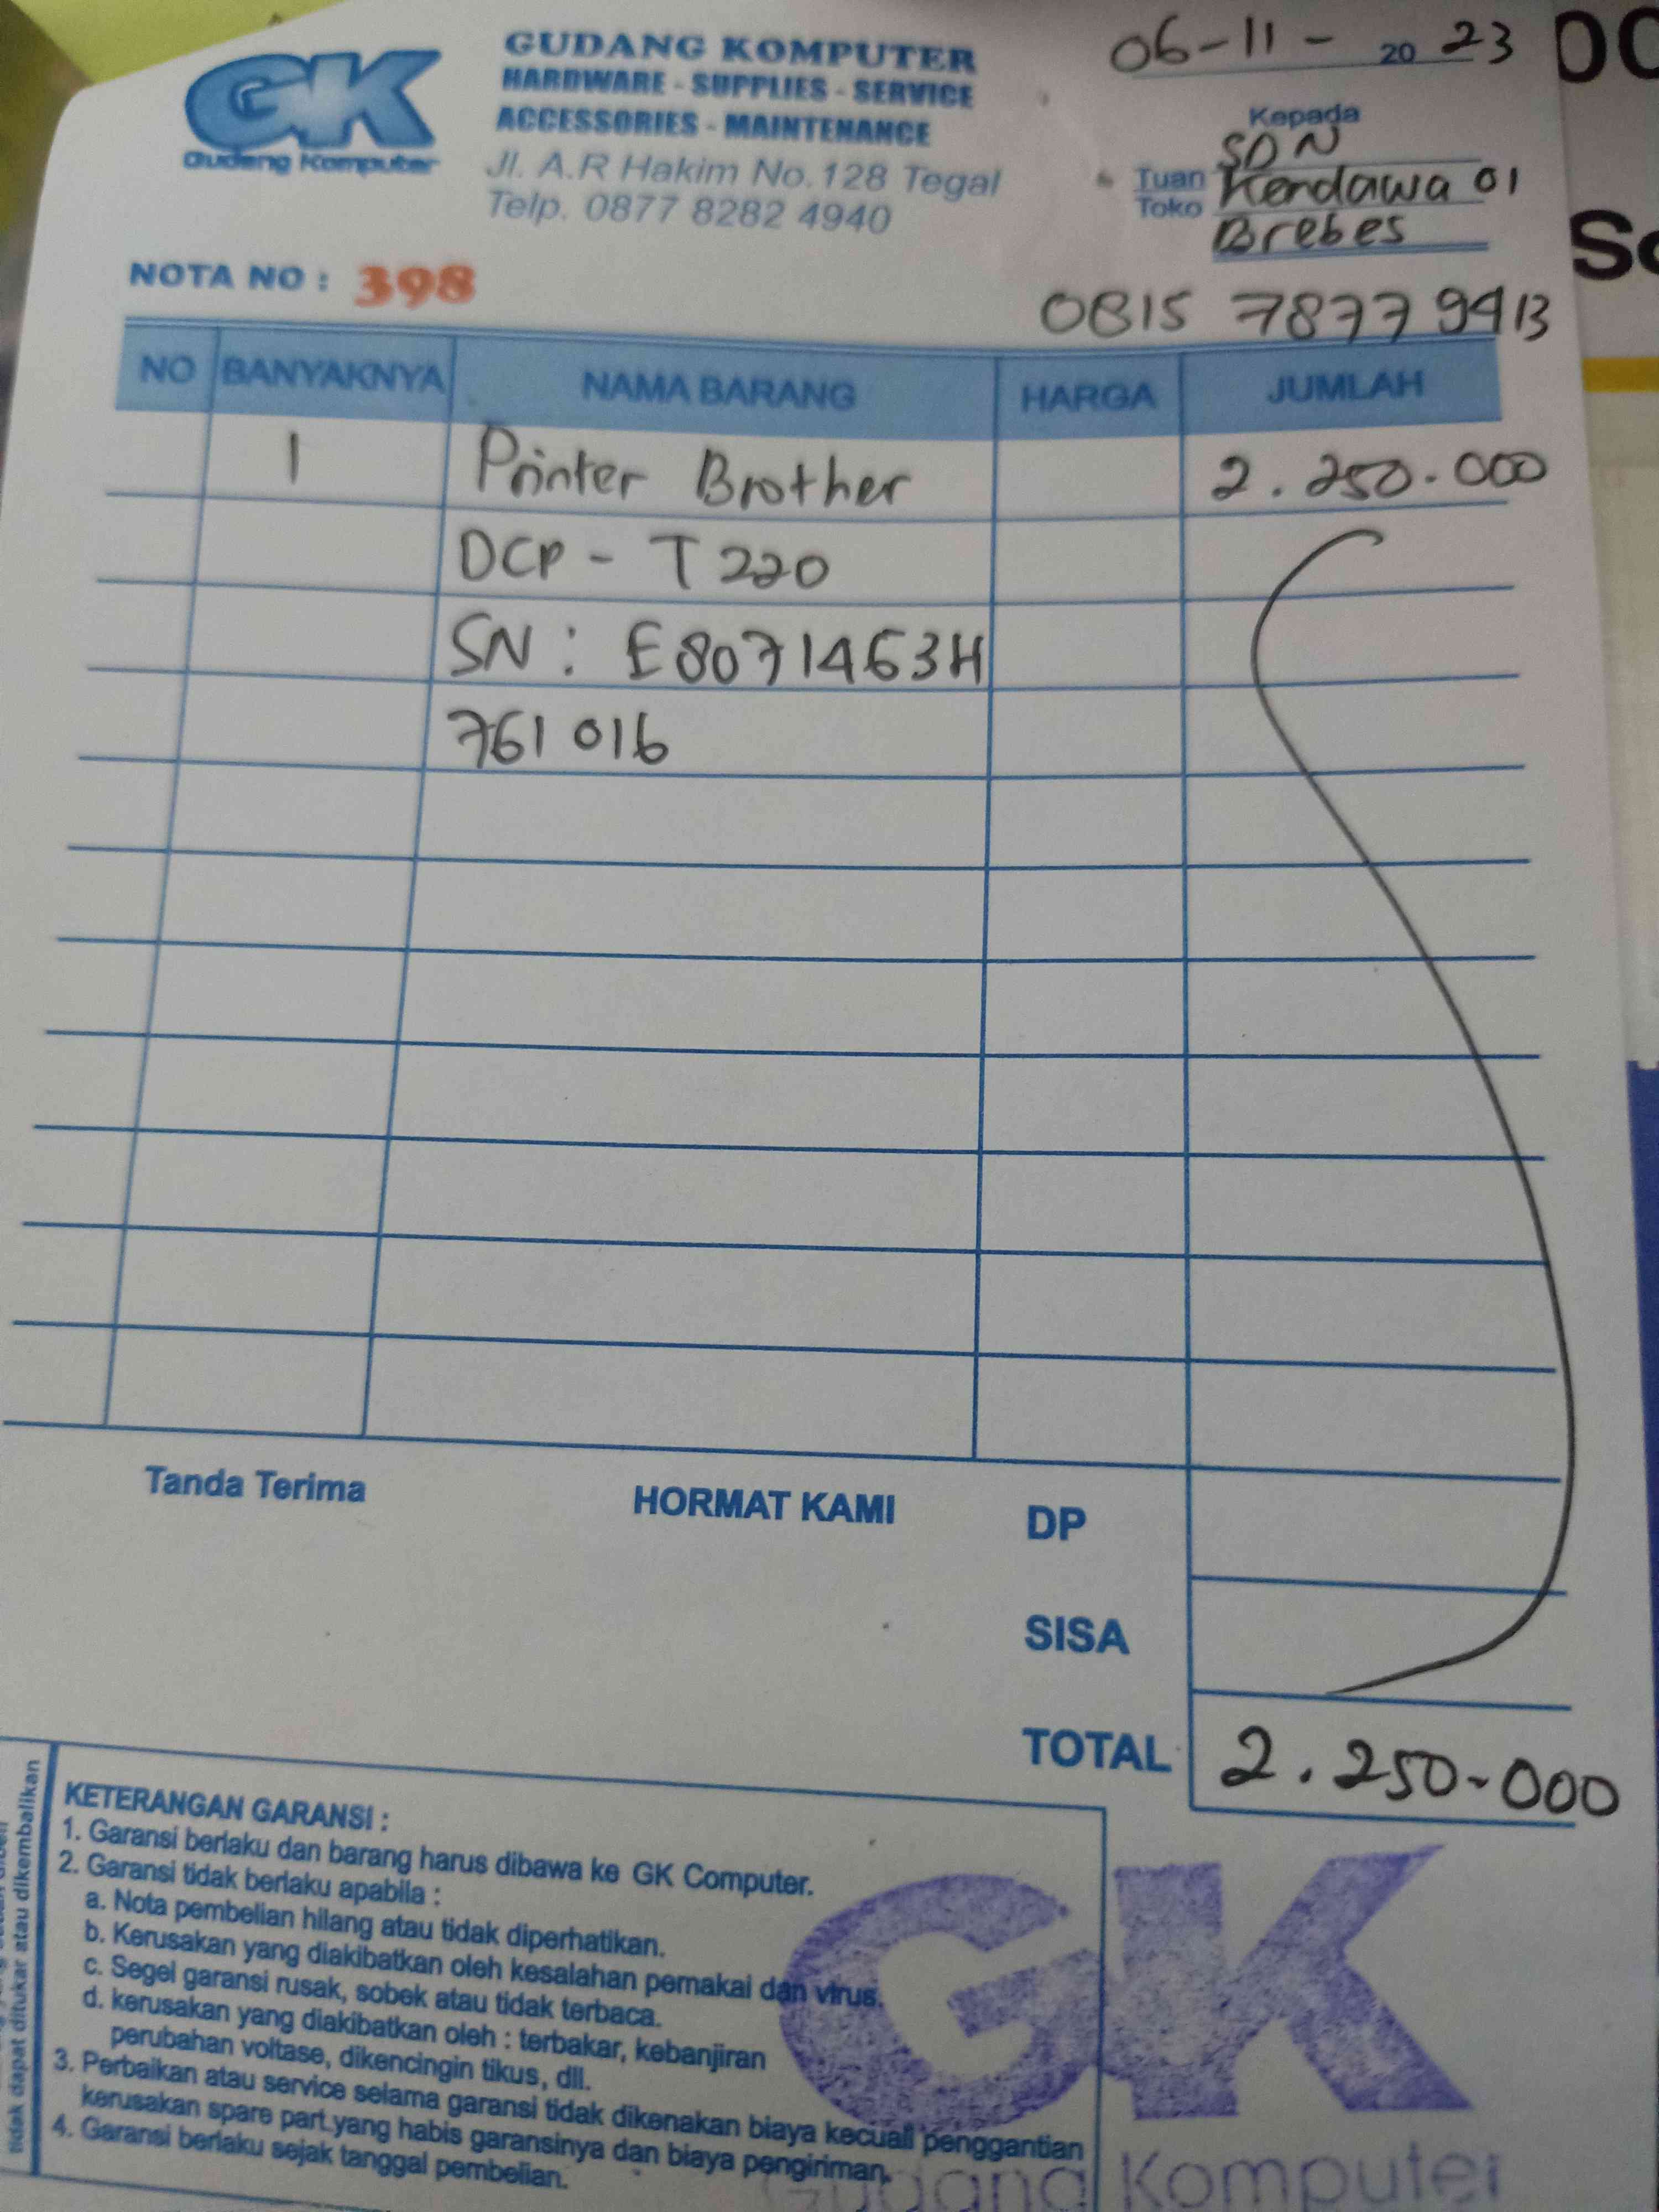 GK
Gudang Komputer
GUDANG KOMPUTER
HARDWARE - SUPPLIES - SERVICE
ACCESSORIES - MAINTENANCE
Jl. A.R Hakim No.128 Tegal
Telp. 0877 8282 4940
06-11- 20 23
Kepada
SDN
Tuan Kendawa 01
Toko Brebes
NOTA NO : 398
0815 7877 9413
NO BANYAKNYA NAMA BARANG HARGA JUMLAH
1 Printer Brother 2.250.000
DCP - T220
SN : E8071463H
761016
Tanda Terima HORMAT KAMI DP
SISA
TOTAL 2.250.000
KETERANGAN GARANSI :
1. Garansi berlaku dan barang harus dibawa ke GK Computer.
2. Garansi tidak berlaku apabila :
a. Nota pembelian hilang atau tidak diperhatikan.
b. Kerusakan yang diakibatkan oleh kesalahan pemakai dan virus.
c. Segel garansi rusak, sobek atau tidak terbaca.
d. kerusakan yang diakibatkan oleh : terbakar, kebanjiran
perubahan voltase, dikencingin tikus, dll.
3. Perbaikan atau service selama garansi tidak dikenakan biaya kecuali penggantian
kerusakan spare part.yang habis garansinya dan biaya pengiriman.
4. Garansi berlaku sejak tanggal pembelian.
tidak dapat ditukar atau dikembalikan
GK
Gudang Komputer